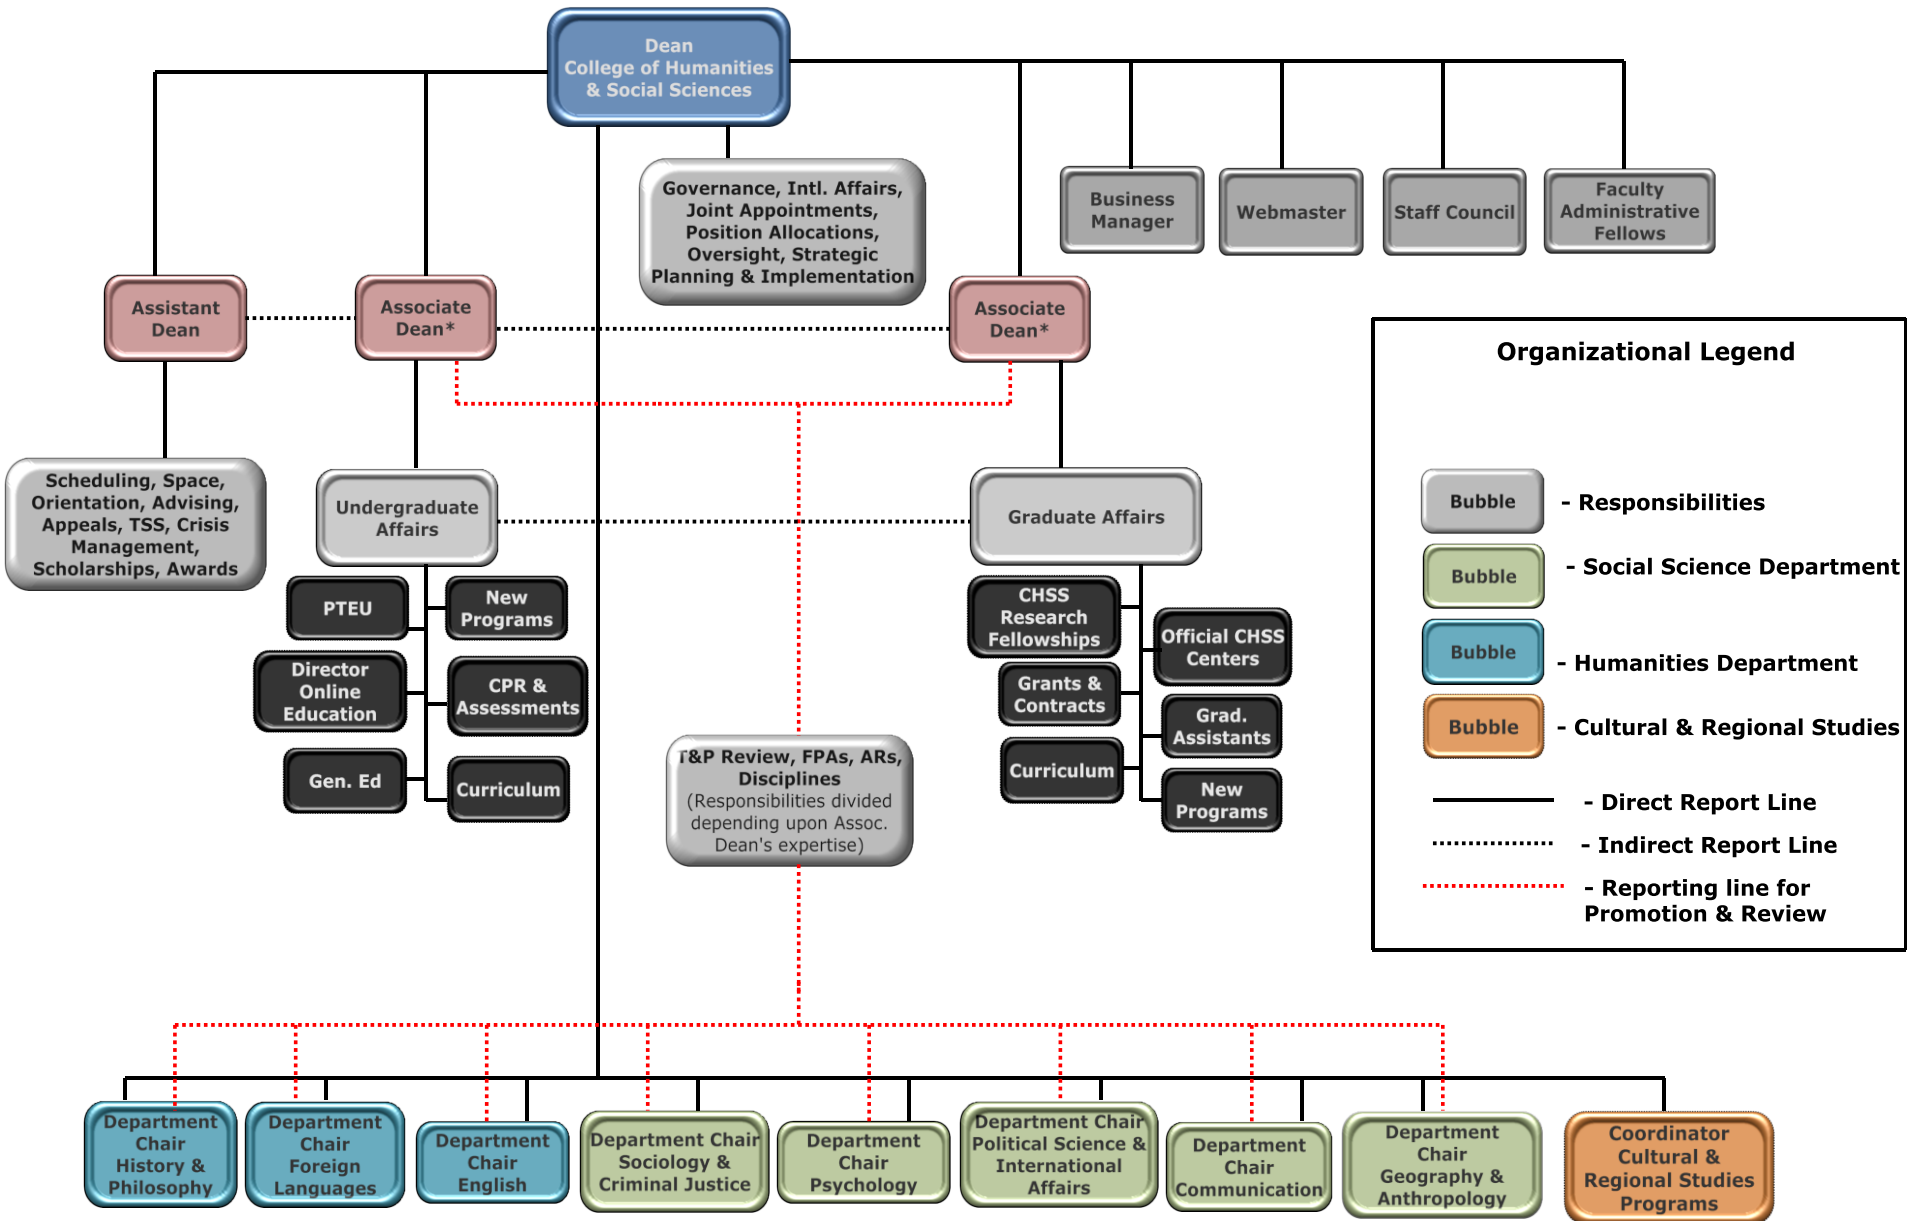 Dean
College of Humanities
& Social Sciences
Governance, Intl. Affairs,
Joint Appointments,
Position Allocations,
Oversight, Strategic
Planning & Implementation
Business
Manager
Webmaster
Staff Council
Faculty
Administrative
Fellows
Assistant
Dean
Associate
Dean*
Associate
Dean*
Scheduling, Space,
Orientation, Advising,
Appeals, TSS, Crisis
Management,
Scholarships, Awards
Undergraduate
Affairs
Graduate Affairs
PTEU
New
Programs
Director
Online
Education
CPR &
Assessments
Gen. Ed
Curriculum
CHSS
Research
Fellowships
Official CHSS
Centers
Grants &
Contracts
Grad.
Assistants
Curriculum
New
Programs
T&P Review, FPAs, ARs,
Disciplines
(Responsibilities divided
depending upon Assoc.
Dean's expertise)
Organizational Legend
Bubble
- Responsibilities
Bubble
- Social Science Department
Bubble
- Humanities Department
Bubble
- Cultural & Regional Studies
- Direct Report Line
- Indirect Report Line
- Reporting line for
Promotion & Review
Department
Chair
History &
Philosophy
Department
Chair
Foreign
Languages
Department
Chair
English
Department Chair
Sociology &
Criminal Justice
Department
Chair
Psychology
Department Chair
Political Science &
International
Affairs
Department
Chair
Communication
Department
Chair
Geography &
Anthropology
Coordinator
Cultural &
Regional Studies
Programs